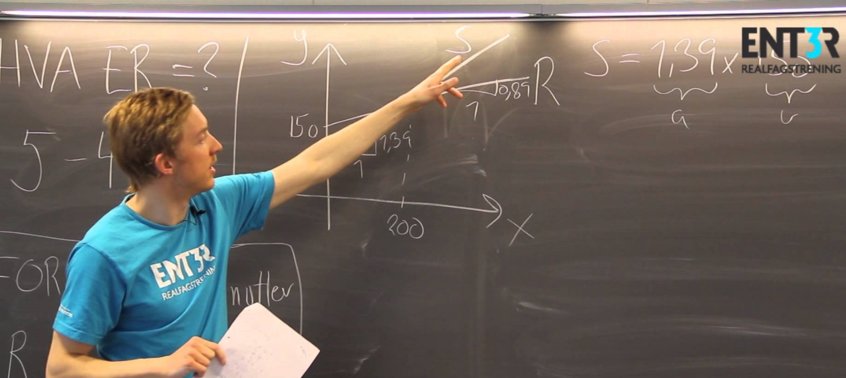 HVA ER =?
5 - 4
FOR
R
y
150
1
1,39
200
x
S
R
1
0,89
S = 1,39x
a
ENT3R
REALFAGSTRENING
ENT3R
REALFAGSTRENING